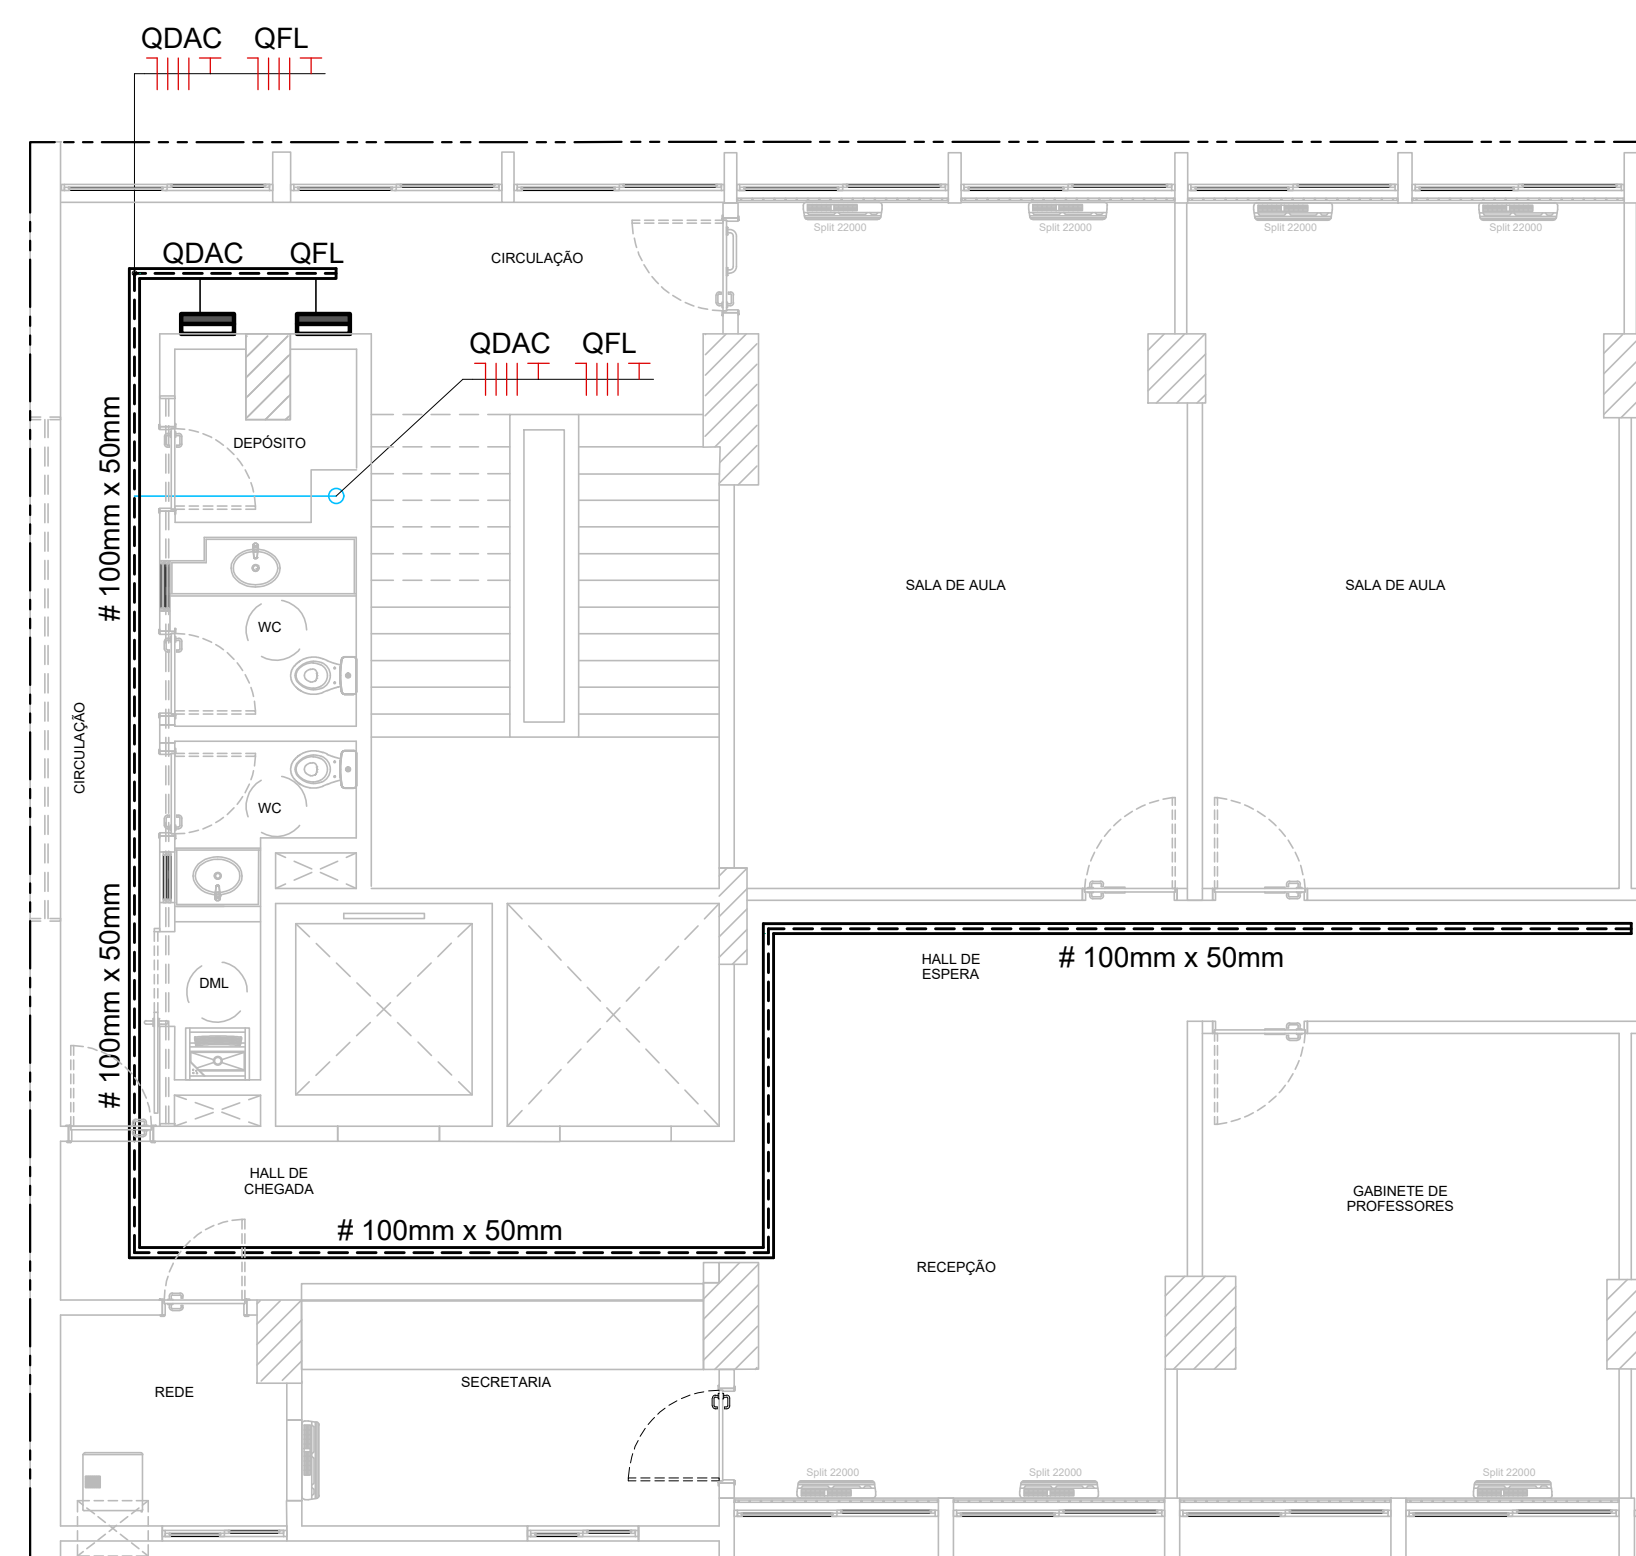 QDAC QFL
Split 22000
Split 22000
Split 22000
Split 22000
QDAC QFL
CIRCULAÇÃO
QDAC QFL
DEPÓSITO
# 100mm x 50mm
SALA DE AULA
SALA DE AULA
WC
CIRCULAÇÃO
WC
# 100mm x 50mm
DML
HALL DE
ESPERA
# 100mm x 50mm
HALL DE
CHEGADA
GABINETE DE
PROFESSORES
# 100mm x 50mm
RECEPÇÃO
REDE
SECRETARIA
Split 22000
Split 22000
Split 22000